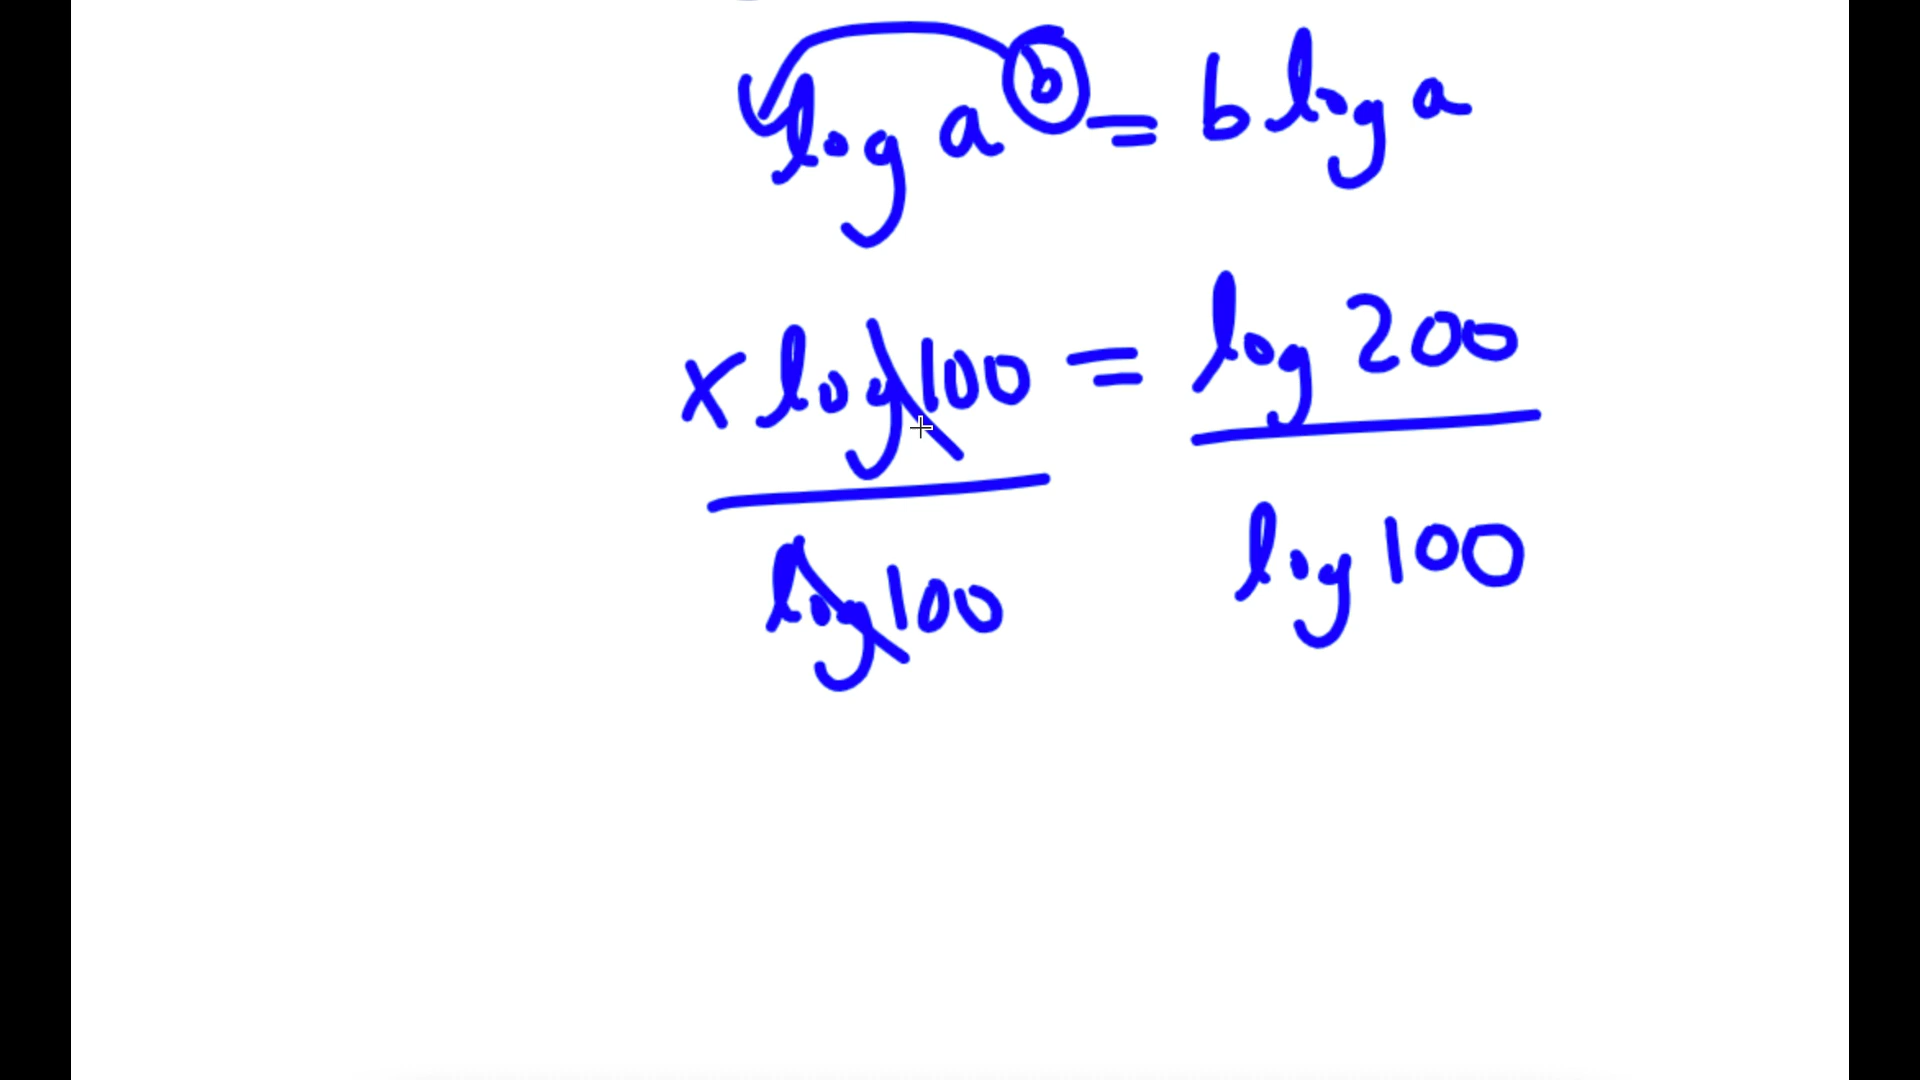 log a^b = b log a
x log 100 = log 200
log 100 log 100